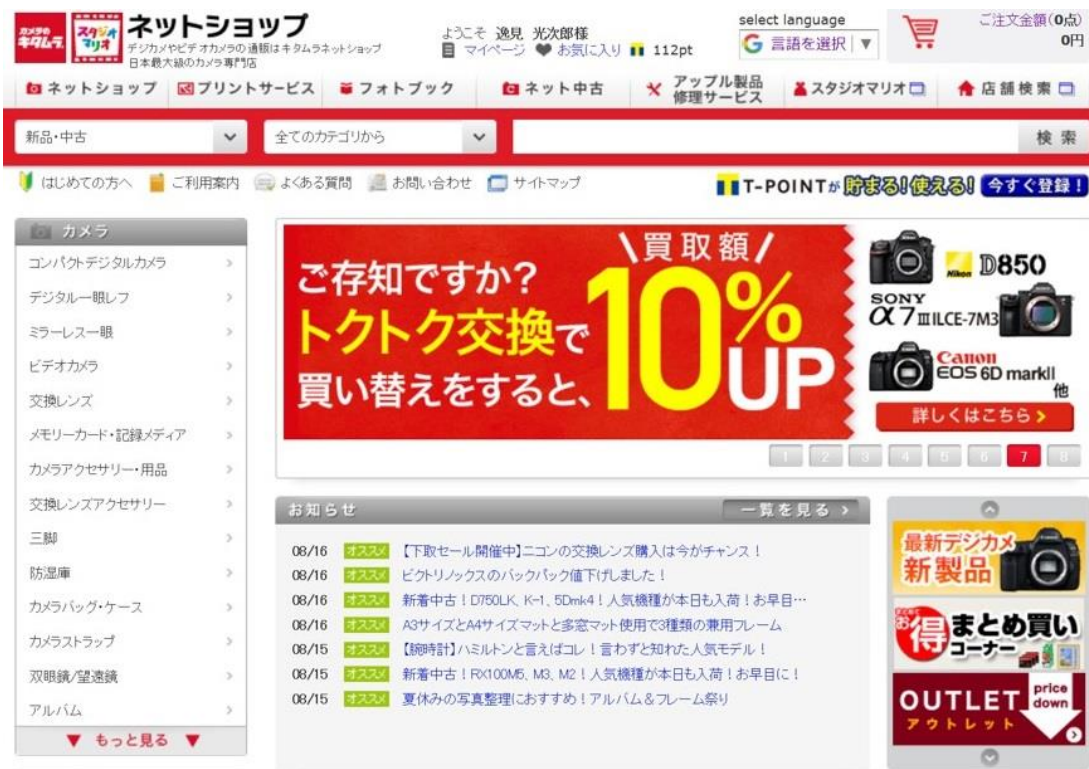 カメラの キタムラ
スタジオ マリオ
ネットショップ
デジカメやビデオカメラの通販はキタムラネットショップ
日本最大級のカメラ専門店
ようこそ 逸見 光次郎様
マイページ お気に入り 112pt
select language
G 言語を選択 ▼
ご注文金額(0点)
0円
ネットショップ プリントサービス フォトブック ネット中古 アップル製品 修理サービス スタジオマリオ 店舗検索
新品・中古 全てのカテゴリから 検索
はじめての方へ ご利用案内 よくある質問 お問い合わせ サイトマップ
T-POINTが貯まる!使える! 今すぐ登録!
カメラ
コンパクトデジタルカメラ
デジタル一眼レフ
ミラーレス一眼
ビデオカメラ
交換レンズ
メモリーカード・記録メディア
カメラアクセサリー・用品
交換レンズアクセサリー
三脚
防湿庫
カメラバッグ・ケース
カメラストラップ
双眼鏡/望遠鏡
アルバム
▼ もっと見る ▼
ご存知ですか?
トクトク交換で
買い替えをすると、
\買取額/
10%
UP
Nikon D850
SONY
α7III ILCE-7M3
Canon
EOS 6D markII
他
詳しくはこちら >
1 2 3 4 5 6 7 8
お知らせ 一覧を見る >
08/16 オススメ 【下取セール開催中】ニコンの交換レンズ購入は今がチャンス!
08/16 オススメ ビクトリノックスのバックパック値下げしました!
08/16 オススメ 新着中古!D750LK、K-1、5Dmk4!人気機種が本日も入荷!お早目…
08/16 オススメ A3サイズとA4サイズマットと多窓マット使用で3種類の兼用フレーム
08/15 オススメ 【腕時計】ハミルトンと言えばコレ!言わずと知れた人気モデル!
08/15 オススメ 新着中古!RX100M5、M3、M2!人気機種が本日も入荷!お早目に!
08/15 オススメ 夏休みの写真整理におすすめ!アルバム&フレーム祭り
最新デジカメ
新製品
お得
まとめ買い
コーナー
OUTLET
アウトレット
price down